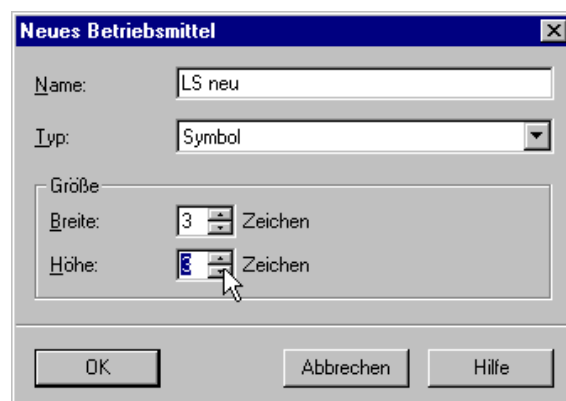 Neues Betriebsmittel
Name: LS neu
Typ: Symbol
Größe
Breite: 3 Zeichen
Höhe: 3 Zeichen
OK Abbrechen Hilfe